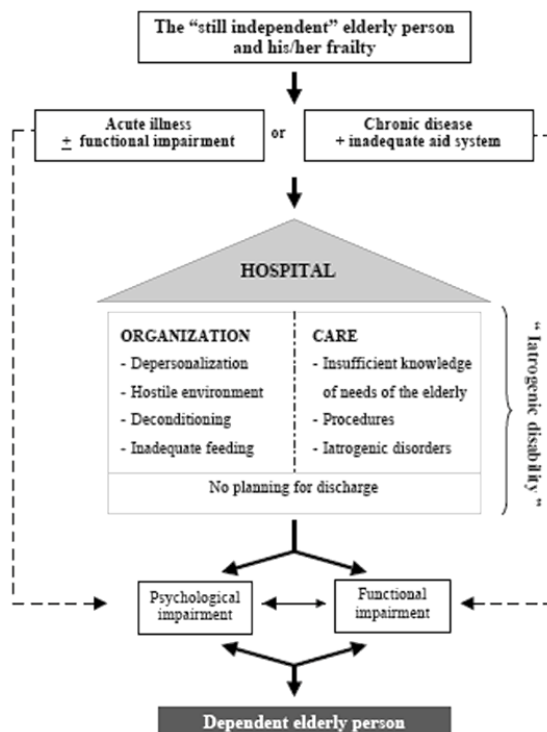 The “still independent” elderly person
and his/her frailty
Acute illness
± functional impairment
or
Chronic disease
+ inadequate aid system
HOSPITAL
ORGANIZATION
- Depersonalization
- Hostile environment
- Deconditioning
- Inadequate feeding
CARE
- Insufficient knowledge
of needs of the elderly
- Procedures
- Iatrogenic disorders
No planning for discharge
“ Iatrogenic disability ”
Psychological
impairment
Functional
impairment
Dependent elderly person